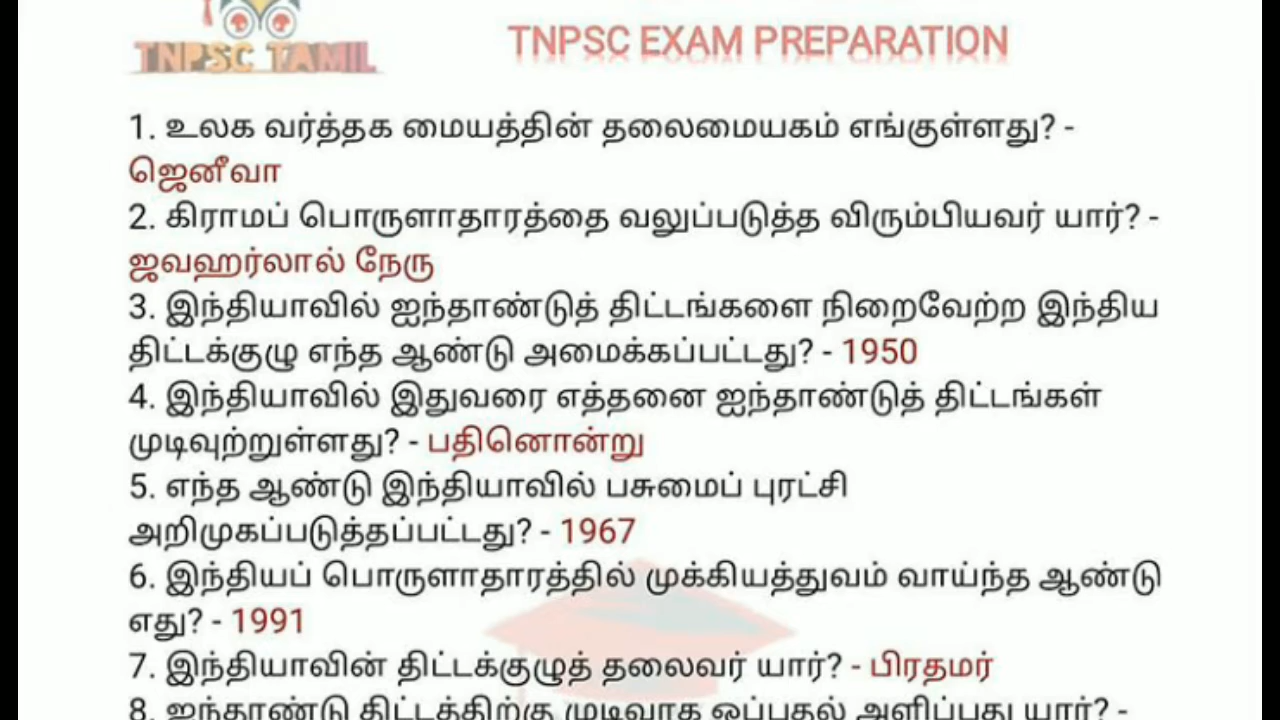 TNPSC TAMIL
TNPSC EXAM PREPARATION
1. உலக வர்த்தக மையத்தின் தலைமையகம் எங்குள்ளது? -
ஜெனீவா
2. கிராமப் பொருளாதாரத்தை வலுப்படுத்த விரும்பியவர் யார்? -
ஜவஹர்லால் நேரு
3. இந்தியாவில் ஐந்தாண்டுத் திட்டங்களை நிறைவேற்ற இந்திய
திட்டக்குழு எந்த ஆண்டு அமைக்கப்பட்டது? - 1950
4. இந்தியாவில் இதுவரை எத்தனை ஐந்தாண்டுத் திட்டங்கள்
முடிவுற்றுள்ளது? - பதினொன்று
5. எந்த ஆண்டு இந்தியாவில் பசுமைப் புரட்சி
அறிமுகப்படுத்தப்பட்டது? - 1967
6. இந்தியப் பொருளாதாரத்தில் முக்கியத்துவம் வாய்ந்த ஆண்டு
எது? - 1991
7. இந்தியாவின் திட்டக்குழுத் தலைவர் யார்? - பிரதமர்
8. ஐந்தாண்டு திட்டத்திற்கு முடிவாக ஒப்புதல் அளிப்பது யார்? -